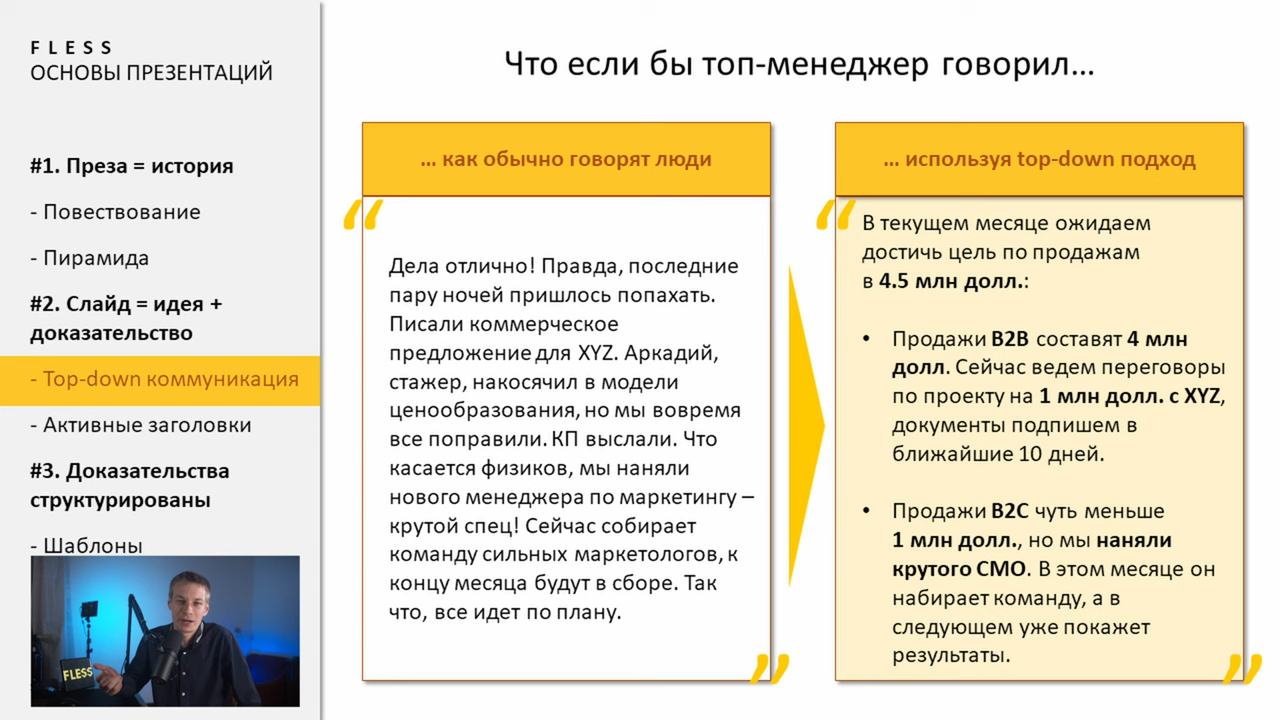 FLESS
ОСНОВЫ ПРЕЗЕНТАЦИЙ
#1. Преза = история
- Повествование
- Пирамида
#2. Слайд = идея +
доказательство
- Top-down коммуникация
- Активные заголовки
#3. Доказательства
структурированы
- Шаблоны
FLESS
Что если бы топ-менеджер говорил...
... как обычно говорят люди
“
Дела отлично! Правда, последние
пару ночей пришлось попахать.
Писали коммерческое
предложение для XYZ. Аркадий,
стажер, накосячил в модели
ценообразования, но мы вовремя
все поправили. КП выслали. Что
касается физиков, мы наняли
нового менеджера по маркетингу –
крутой спец! Сейчас собирает
команду сильных маркетологов, к
концу месяца будут в сборе. Так
что, все идет по плану.
”
... используя top-down подход
“
В текущем месяце ожидаем
достичь цель по продажам
в 4.5 млн долл.:
• Продажи B2B составят 4 млн
долл. Сейчас ведем переговоры
по проекту на 1 млн долл. с XYZ,
документы подпишем в
ближайшие 10 дней.
• Продажи B2C чуть меньше
1 млн долл., но мы наняли
крутого CMO. В этом месяце он
набирает команду, а в
следующем уже покажет
результаты.
”